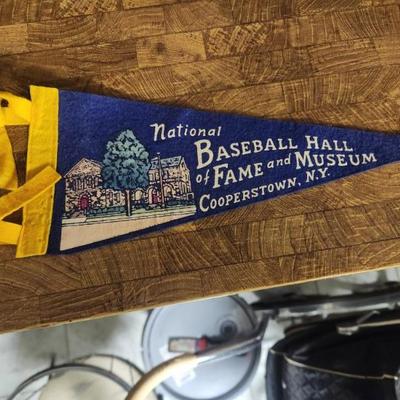 National
BASEBALL HALL
of FAME and MUSEUM
COOPERSTOWN, N.Y.